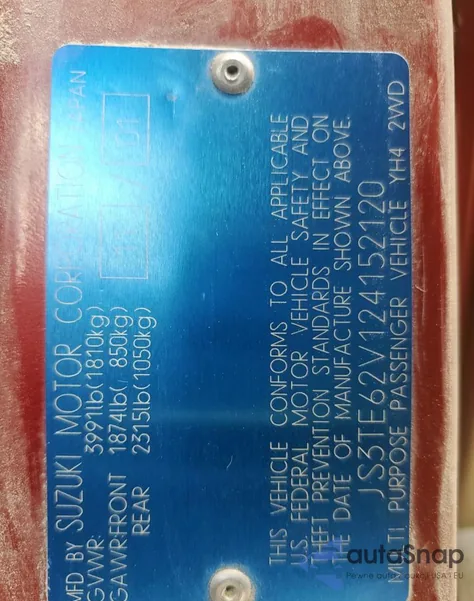 MFD BY SUZUKI MOTOR CORPORATION JAPAN
GVWR: 3991lb(1810kg)
GAWR:FRONT 1874lb( 850kg)
REAR 2315lb(1050kg)
THIS VEHICLE CONFORMS TO ALL APPLICABLE
U.S. FEDERAL MOTOR VEHICLE SAFETY AND
THEFT PREVENTION STANDARDS IN EFFECT ON
THE DATE OF MANUFACTURE SHOWN ABOVE.
JS3TE62V124152120
TI PURPOSE PASSENGER VEHICLE YH4 2WD
autoSnap